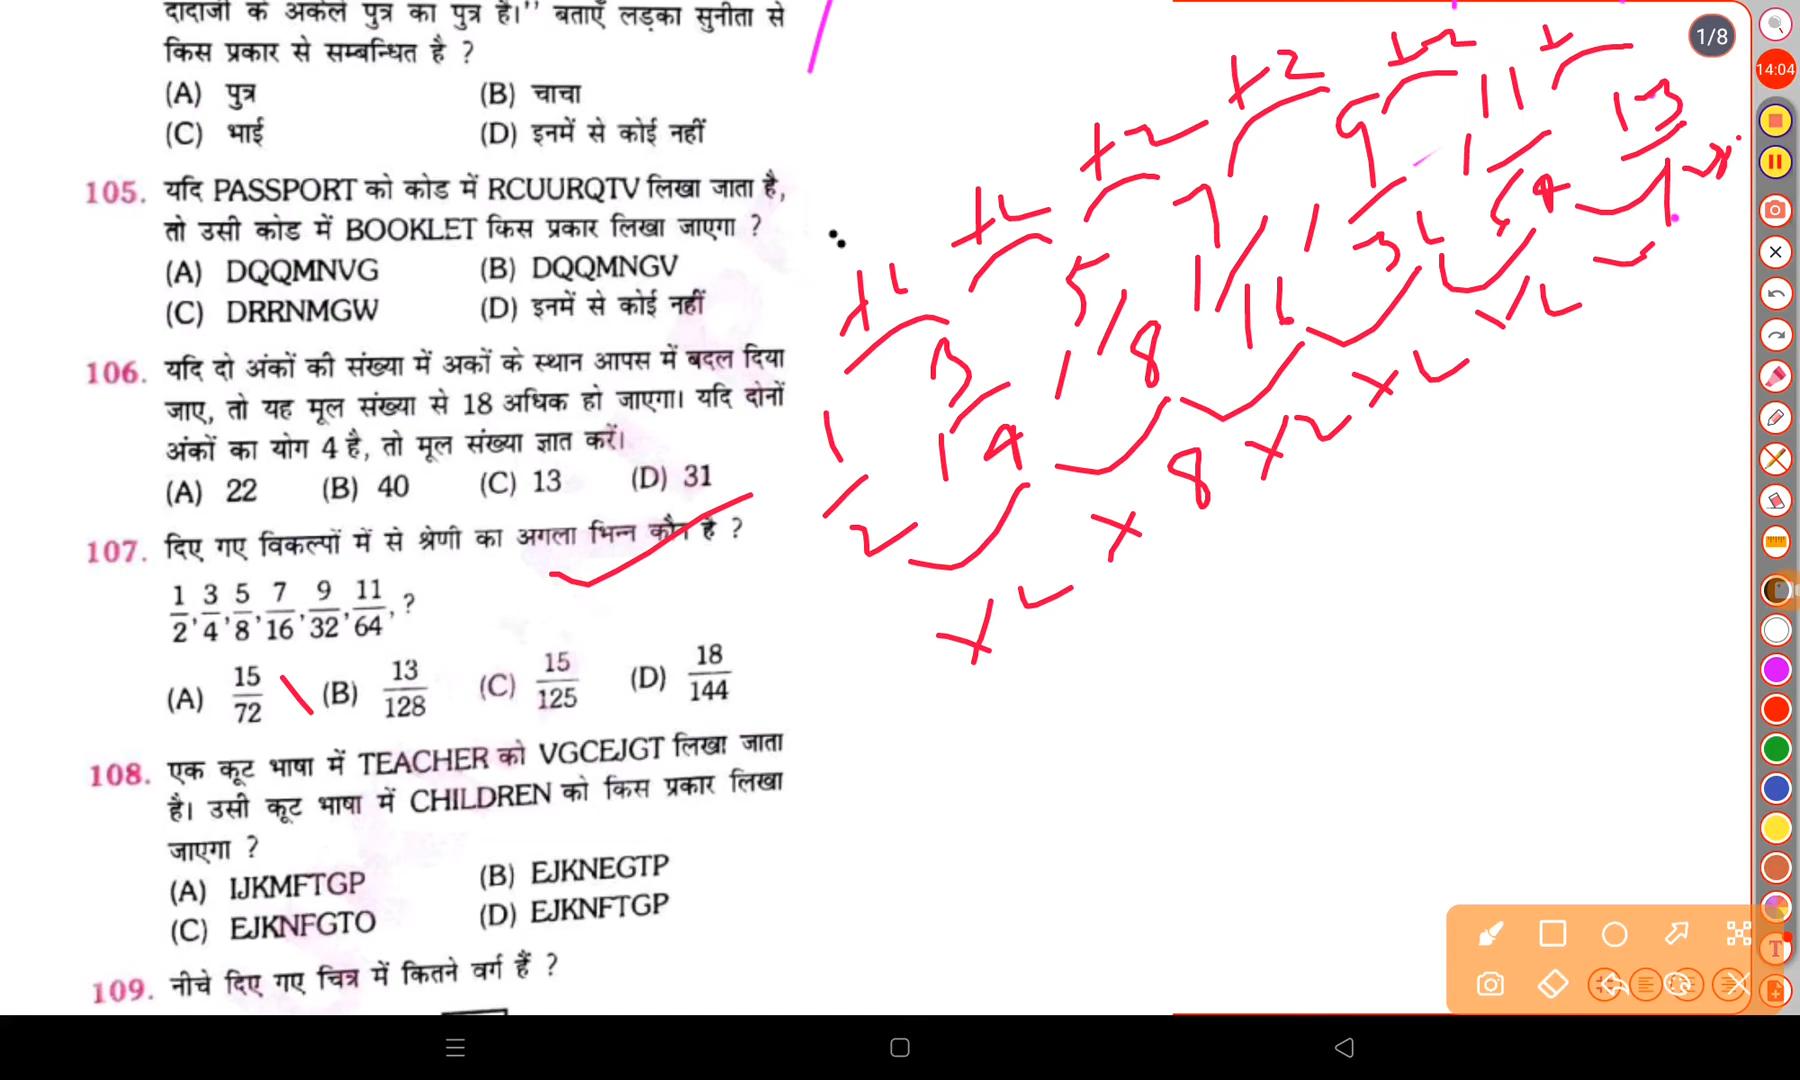 दादाजी के अकेले पुत्र का पुत्र है।'' बताएँ लड़का सुनीता से
किस प्रकार से सम्बन्धित है ?
(A) पुत्र (B) चाचा
(C) भाई (D) इनमें से कोई नहीं
105. यदि PASSPORT को कोड में RCUURQTV लिखा जाता है,
तो उसी कोड में BOOKLET किस प्रकार लिखा जाएगा ?
(A) DQQMNVG (B) DQQMNGV
(C) DRRNMGW (D) इनमें से कोई नहीं
106. यदि दो अंकों की संख्या में अकों के स्थान आपस में बदल दिया
जाए, तो यह मूल संख्या से 18 अधिक हो जाएगा। यदि दोनों
अंकों का योग 4 है, तो मूल संख्या ज्ञात करें।
(A) 22 (B) 40 (C) 13 (D) 31
107. दिए गए विकल्पों में से श्रेणी का अगला भिन्न कौन है ?
1/2, 3/4, 5/8, 7/16, 9/32, 11/64, ?
(A) 15/72 (B) 13/128 (C) 15/125 (D) 18/144
108. एक कूट भाषा में TEACHER को VGCEJGT लिखा जाता
है। उसी कूट भाषा में CHILDREN को किस प्रकार लिखा
जाएगा ?
(A) IJKMFTGP (B) EJKNEGTP
(C) EJKNFGTO (D) EJKNFTGP
109. नीचे दिए गए चित्र में कितने वर्ग हैं ?
1/8
14:04